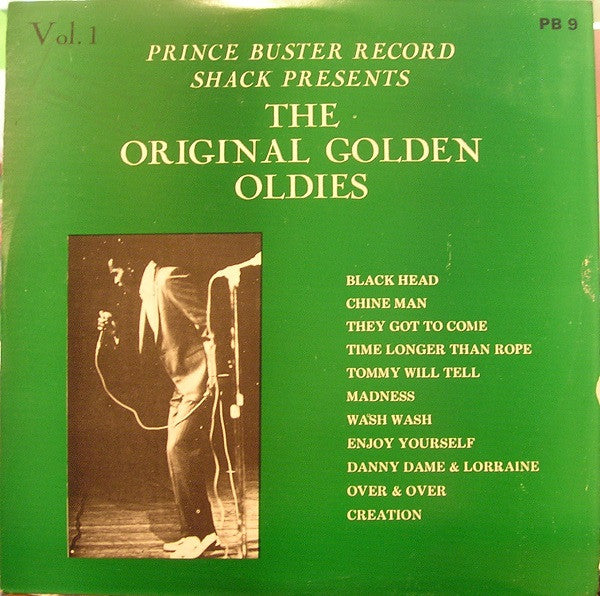 Vol. 1
PB 9
PRINCE BUSTER RECORD
SHACK PRESENTS
THE
ORIGINAL GOLDEN
OLDIES
BLACK HEAD
CHINE MAN
THEY GOT TO COME
TIME LONGER THAN ROPE
TOMMY WILL TELL
MADNESS
WASH WASH
ENJOY YOURSELF
DANNY DAME & LORRAINE
OVER & OVER
CREATION